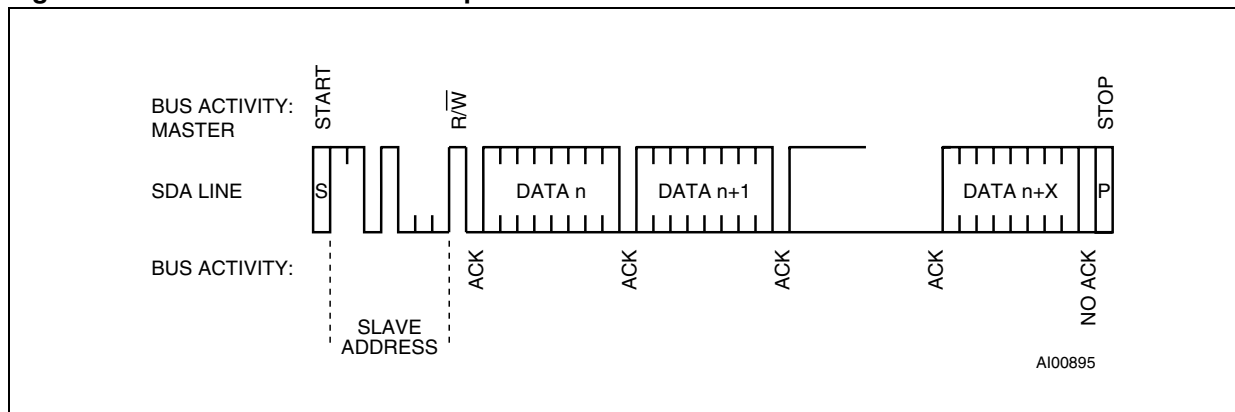 BUS ACTIVITY:
MASTER
START
R/W
STOP
SDA LINE
S
DATA n
DATA n+1
DATA n+X
P
BUS ACTIVITY:
ACK
ACK
ACK
ACK
NO ACK
SLAVE
ADDRESS
AI00895